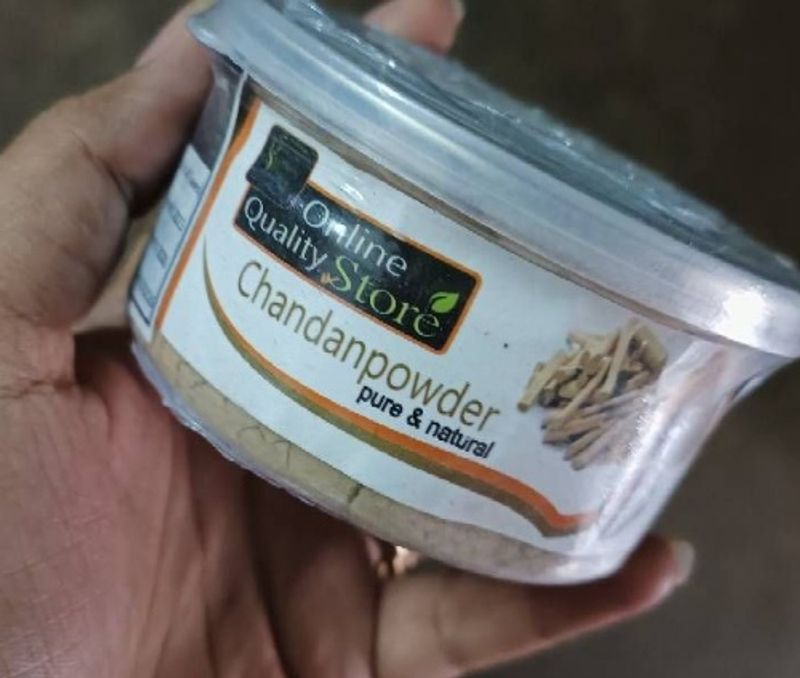 Online
Quality Store
Chandanpowder
pure & natural